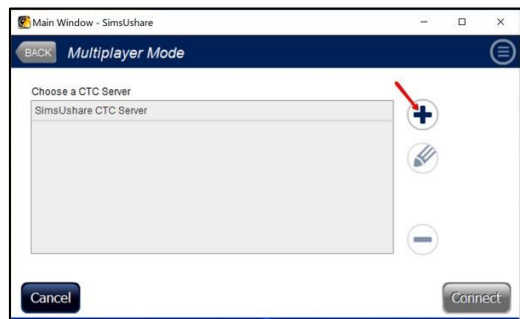 Main Window - SimsUshare
BACK Multiplayer Mode
Choose a CTC Server
SimsUshare CTC Server
Cancel Connect